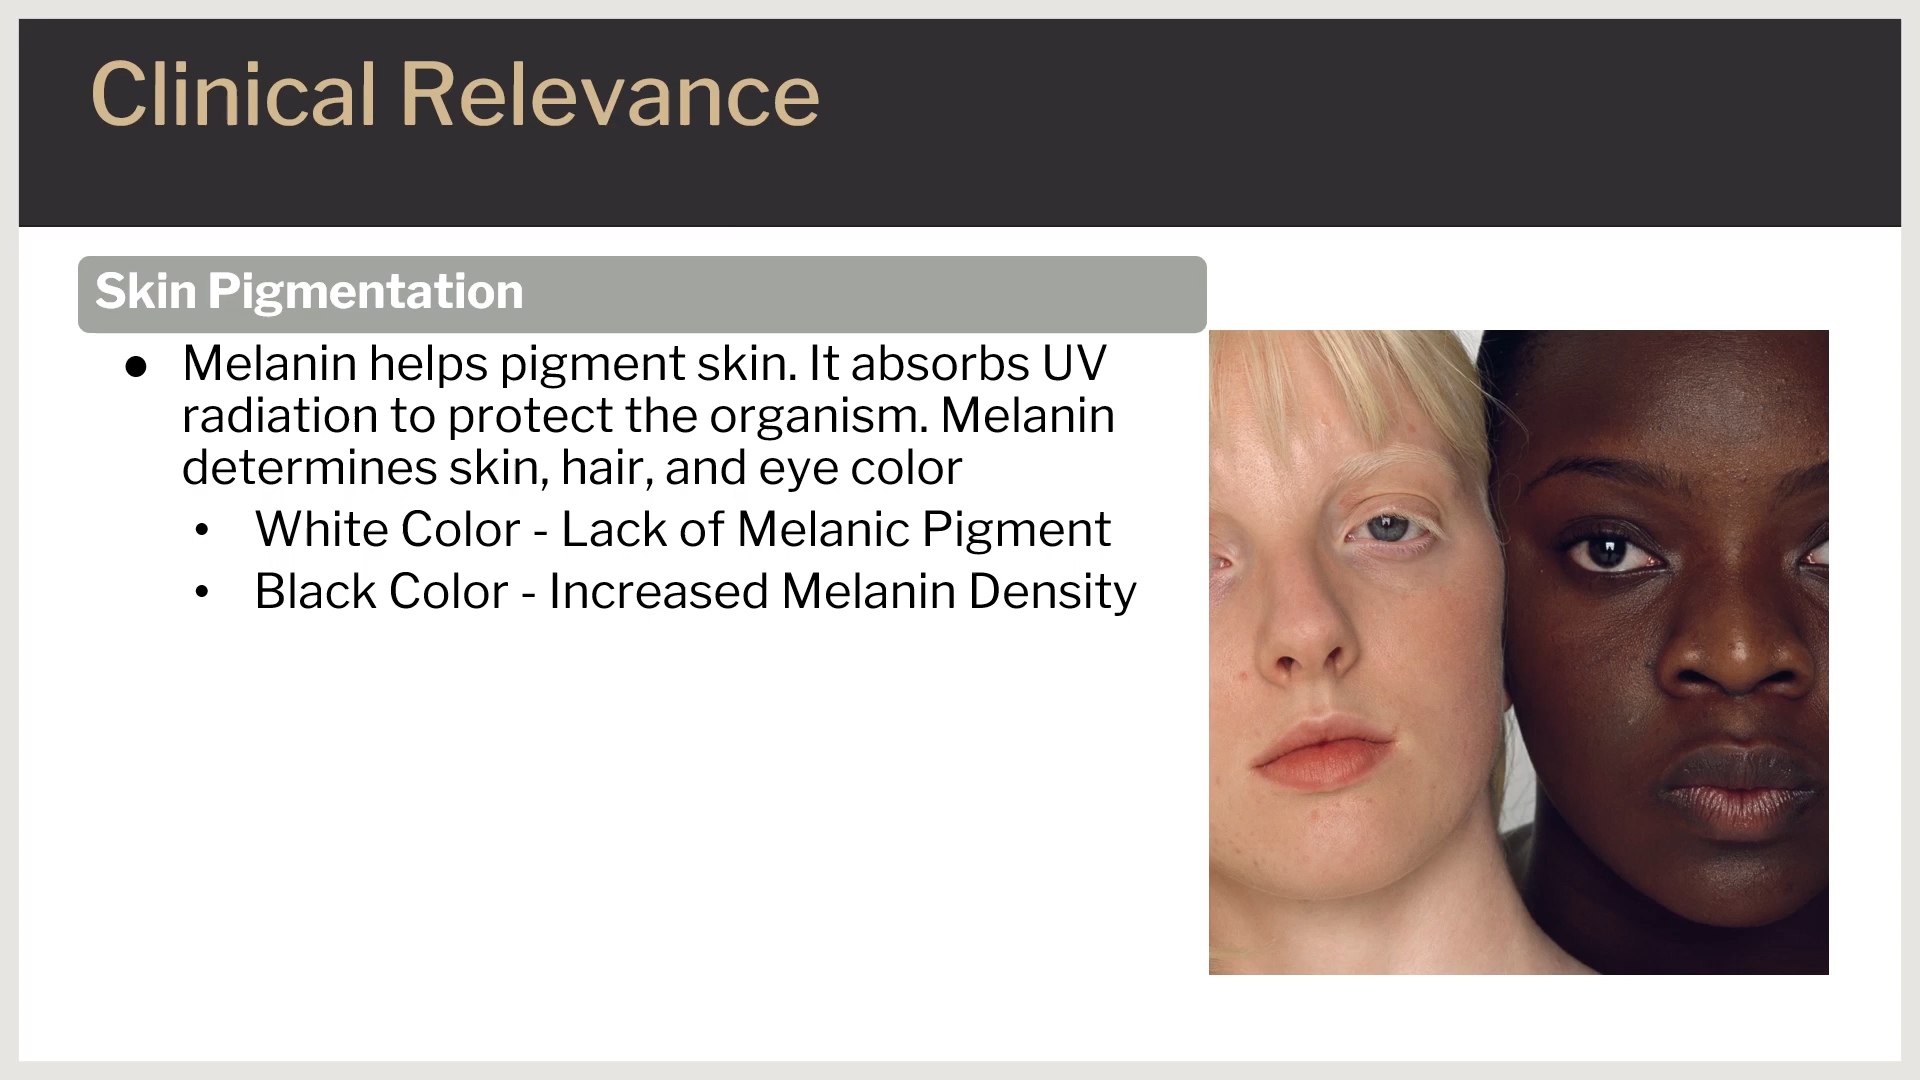 Clinical Relevance
Skin Pigmentation
● Melanin helps pigment skin. It absorbs UV
radiation to protect the organism. Melanin
determines skin, hair, and eye color
• White Color - Lack of Melanic Pigment
• Black Color - Increased Melanin Density